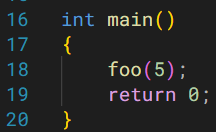 16 int main()
17 {
18     foo(5);
19     return 0;
20 }